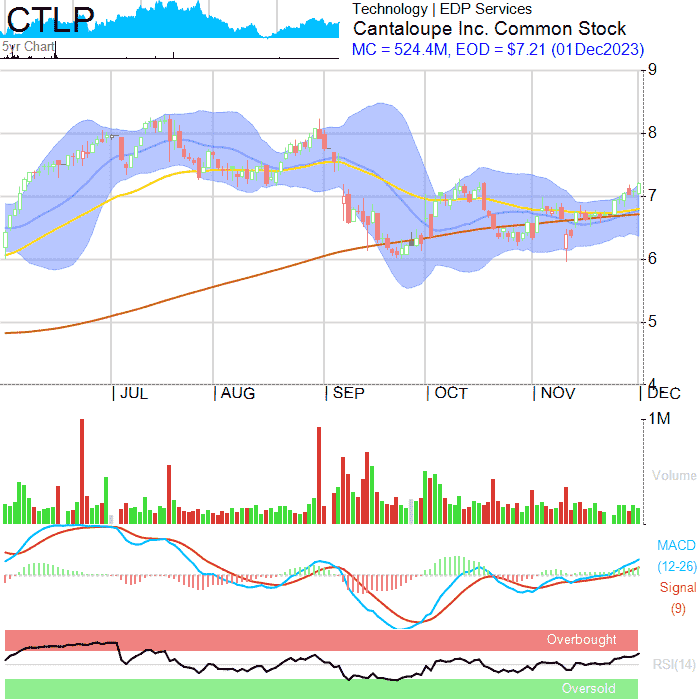 CTLP
5yr Chart
Technology | EDP Services
Cantaloupe Inc. Common Stock
MC = 524.4M, EOD = $7.21 (01Dec2023)
9
8
7
6
5
4
JUL
AUG
SEP
OCT
NOV
DEC
1M
Volume
MACD
(12-26)
Signal
(9)
Overbought
RSI(14)
Oversold